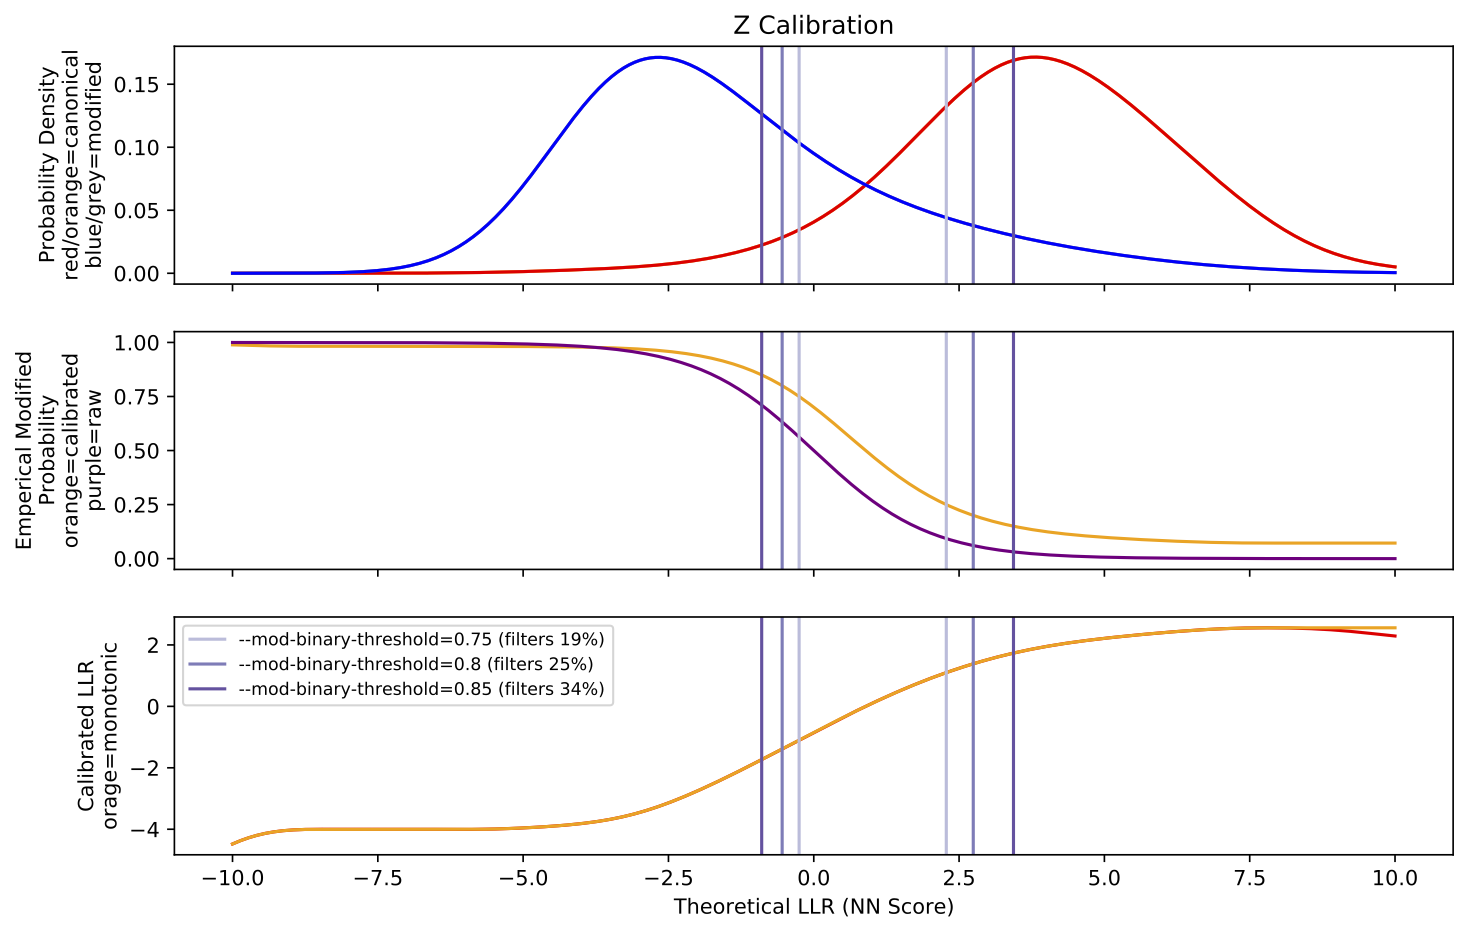 Z Calibration
Probability Density
red/orange=canonical
blue/grey=modified
0.15
0.10
0.05
0.00
Emperical Modified
Probability
orange=calibrated
purple=raw
1.00
0.75
0.50
0.25
0.00
Calibrated LLR
orage=monotonic
2
0
−2
−4
--mod-binary-threshold=0.75 (filters 19%)
--mod-binary-threshold=0.8 (filters 25%)
--mod-binary-threshold=0.85 (filters 34%)
−10.0 −7.5 −5.0 −2.5 0.0 2.5 5.0 7.5 10.0
Theoretical LLR (NN Score)